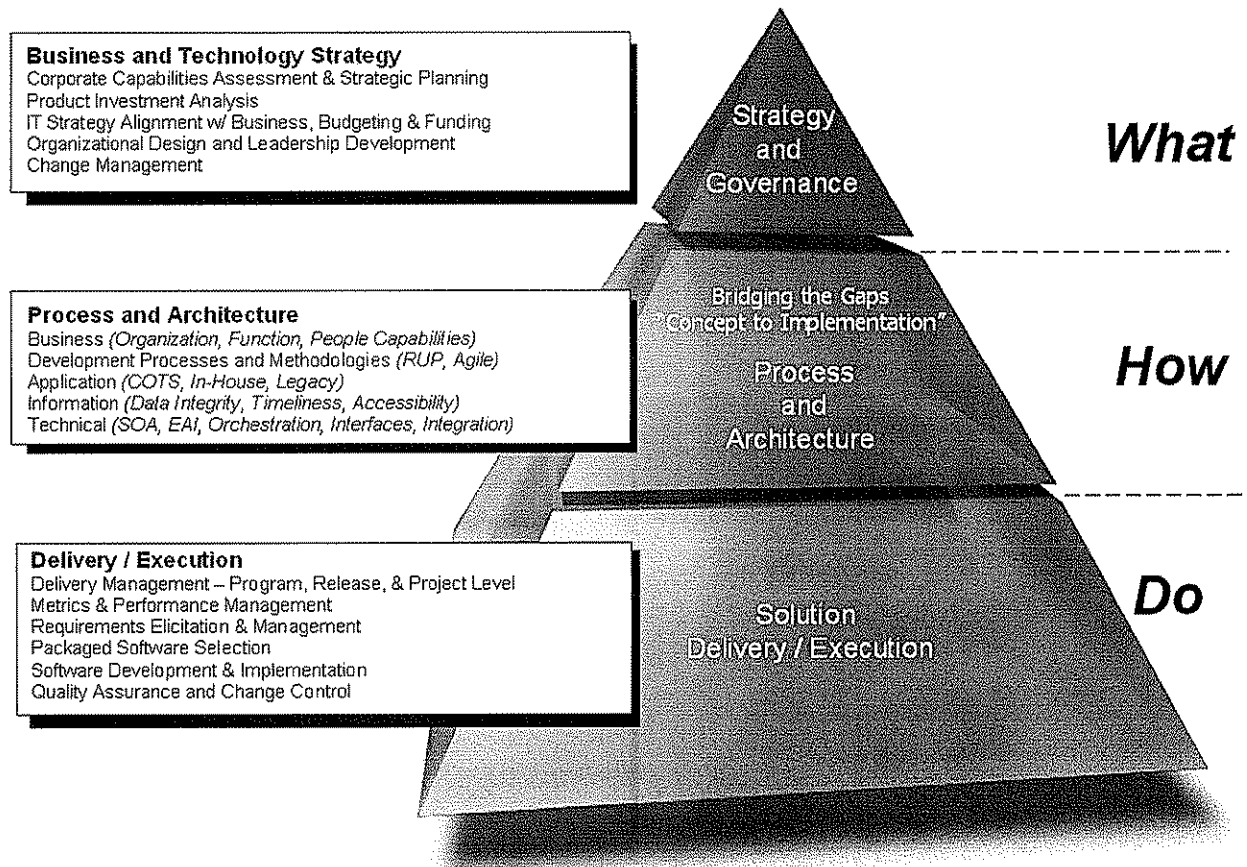 Business and Technology Strategy
Corporate Capabilities Assessment & Strategic Planning
Product Investment Analysis
IT Strategy Alignment w/ Business, Budgeting & Funding
Organizational Design and Leadership Development
Change Management
Strategy
and
Governance
What
Process and Architecture
Business (Organization, Function, People Capabilities)
Development Processes and Methodologies (RUP, Agile)
Application (COTS, In-House, Legacy)
Information (Data Integrity, Timeliness, Accessibility)
Technical (SOA, EAI, Orchestration, Interfaces, Integration)
Bridging the Gaps
"Concept to Implementation"
Process
and
Architecture
How
Delivery / Execution
Delivery Management – Program, Release, & Project Level
Metrics & Performance Management
Requirements Elicitation & Management
Packaged Software Selection
Software Development & Implementation
Quality Assurance and Change Control
Solution
Delivery / Execution
Do